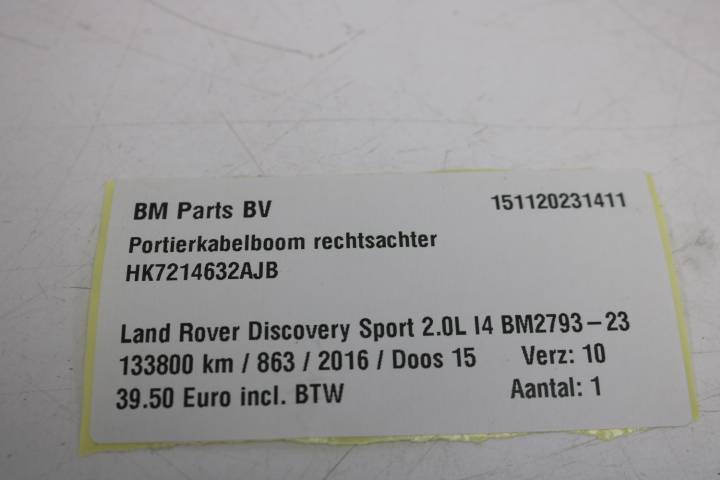 BM Parts BV 151120231411
Portierkabelboom rechtsachter
HK7214632AJB
Land Rover Discovery Sport 2.0L I4 BM2793-23
133800 km / 863 / 2016 / Doos 15 Verz: 10
39.50 Euro incl. BTW Aantal: 1